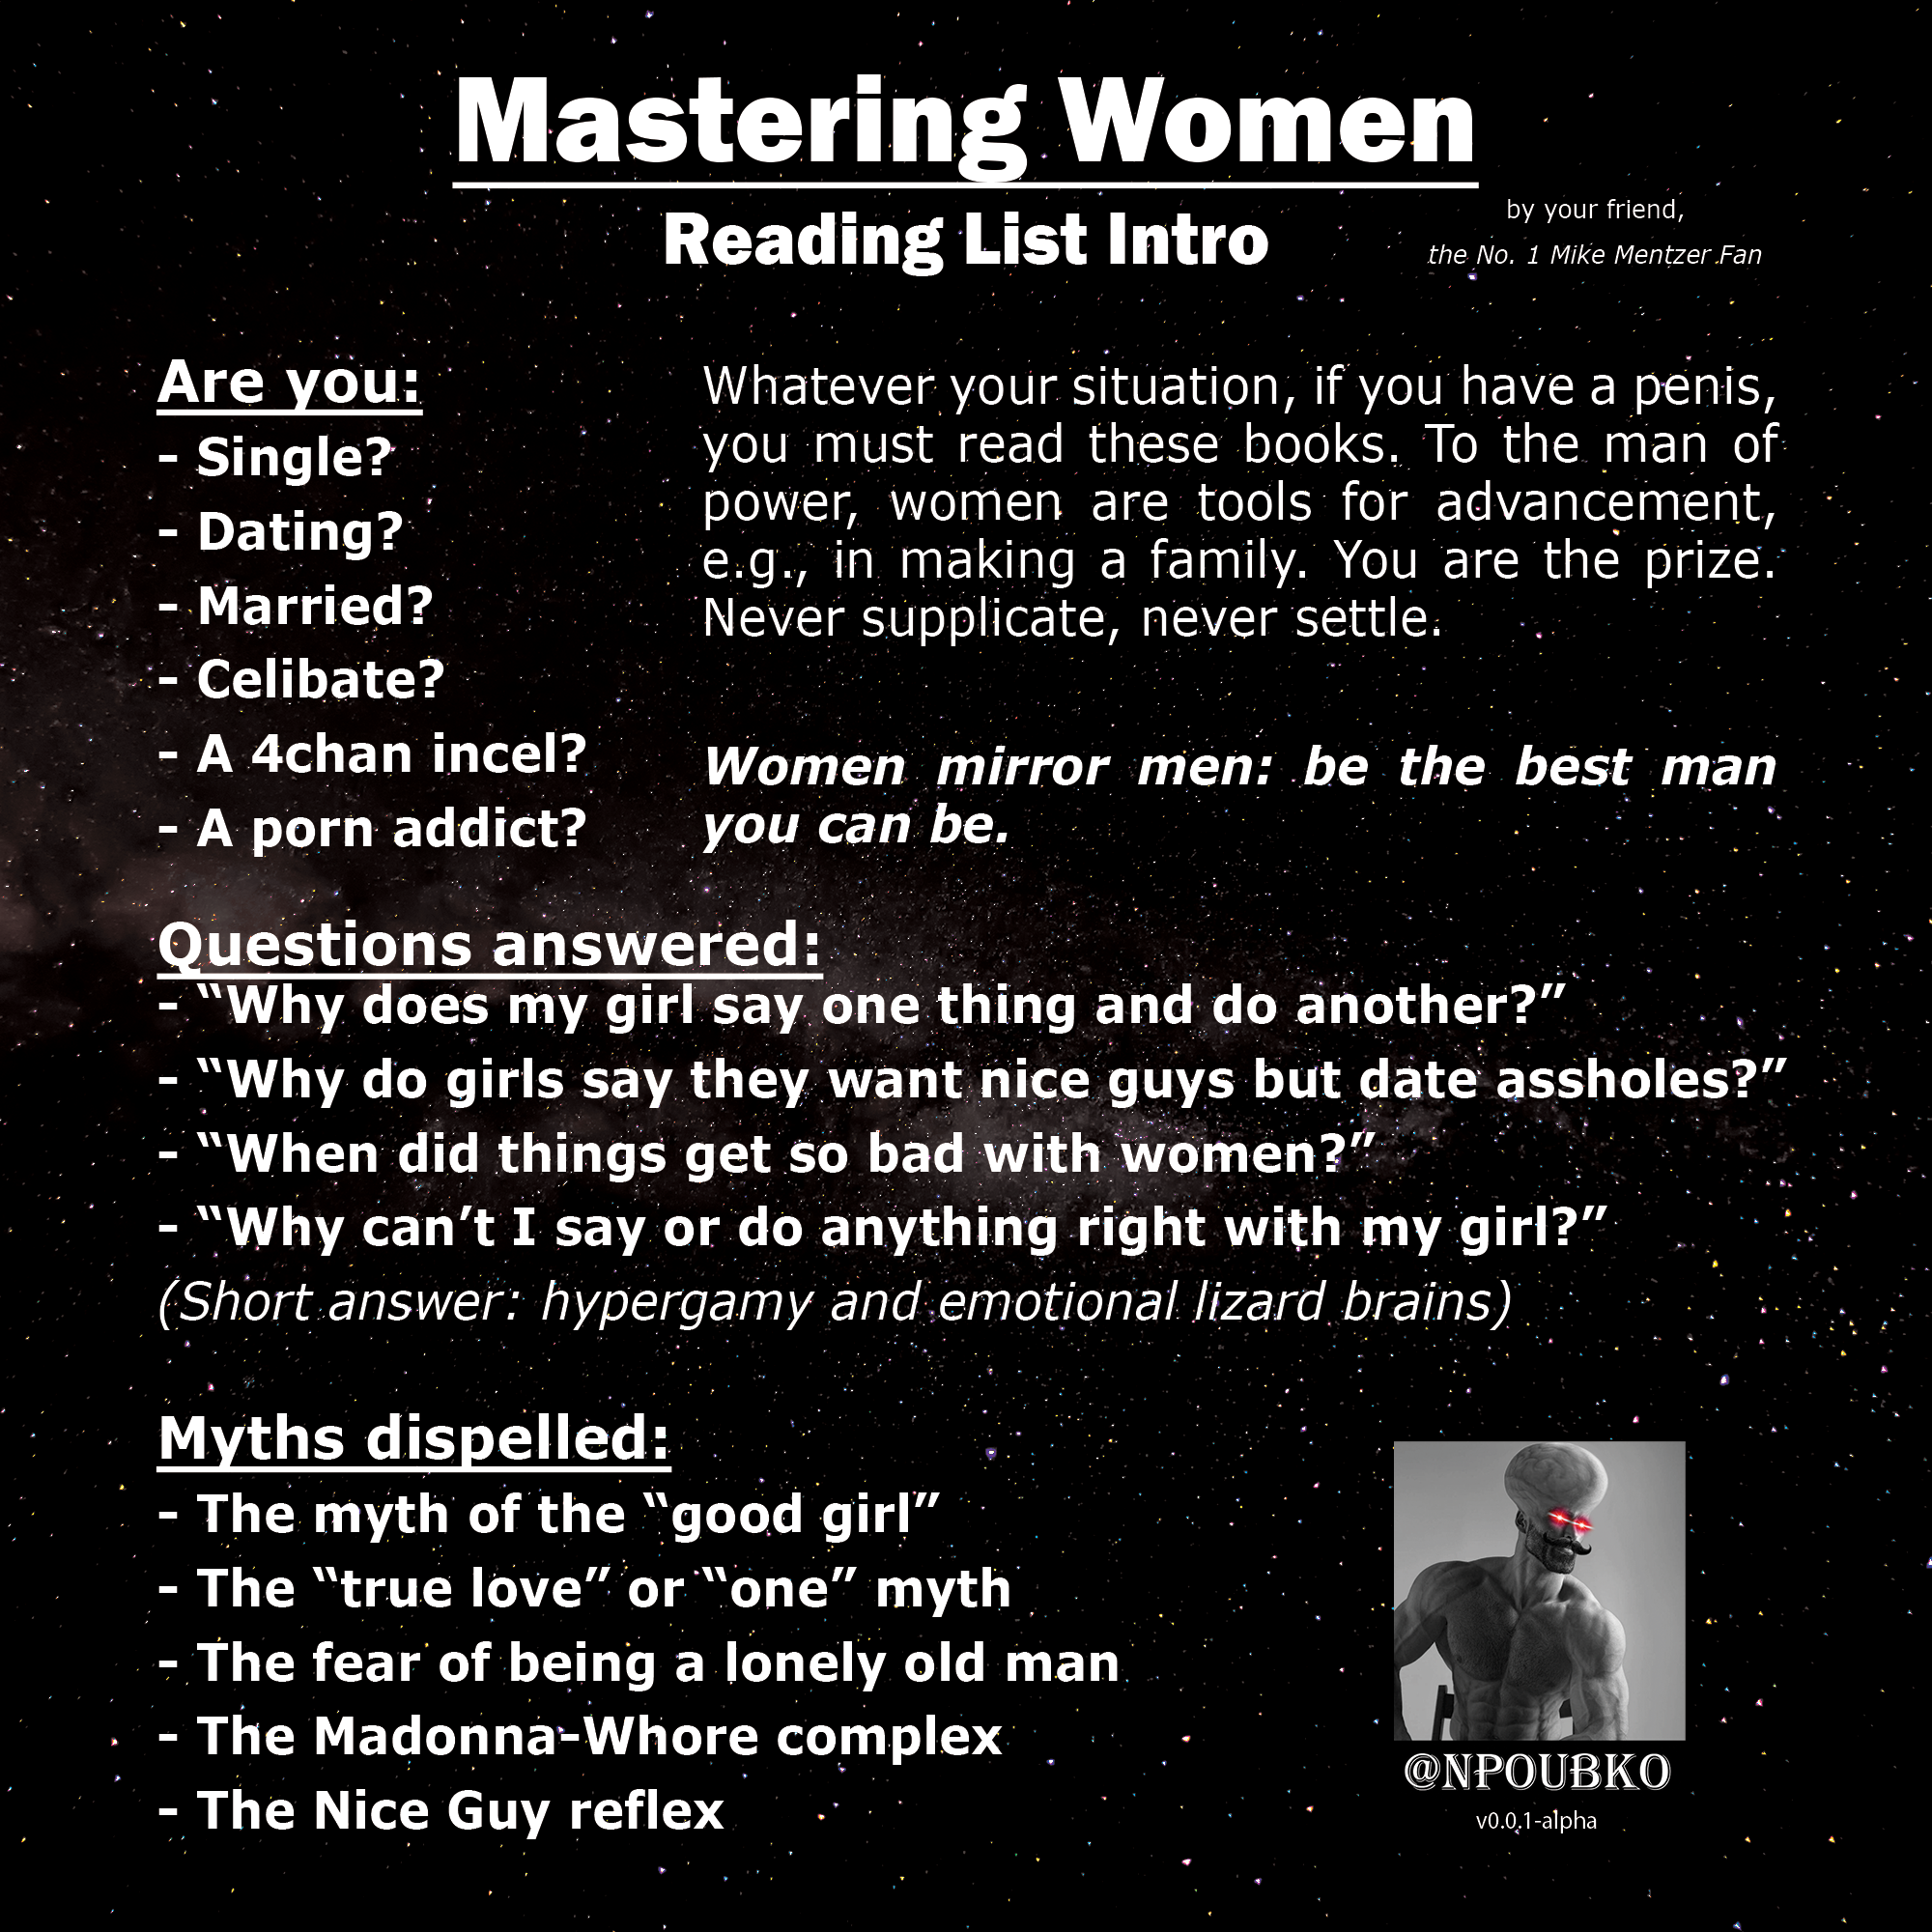 Mastering Women
Reading List Intro
by your friend,
the No. 1 Mike Mentzer Fan
Are you:
- Single?
- Dating?
- Married?
- Celibate?
- A 4chan incel?
- A porn addict?
Whatever your situation, if you have a penis,
you must read these books. To the man of
power, women are tools for advancement,
e.g., in making a family. You are the prize.
Never supplicate, never settle.
Women mirror men: be the best man
you can be.
Questions answered:
- “Why does my girl say one thing and do another?”
- “Why do girls say they want nice guys but date assholes?”
- “When did things get so bad with women?”
- “Why can’t I say or do anything right with my girl?”
(Short answer: hypergamy and emotional lizard brains)
Myths dispelled:
- The myth of the “good girl”
- The “true love” or “one” myth
- The fear of being a lonely old man
- The Madonna-Whore complex
- The Nice Guy reflex
@NPOUBKO
v0.0.1-alpha